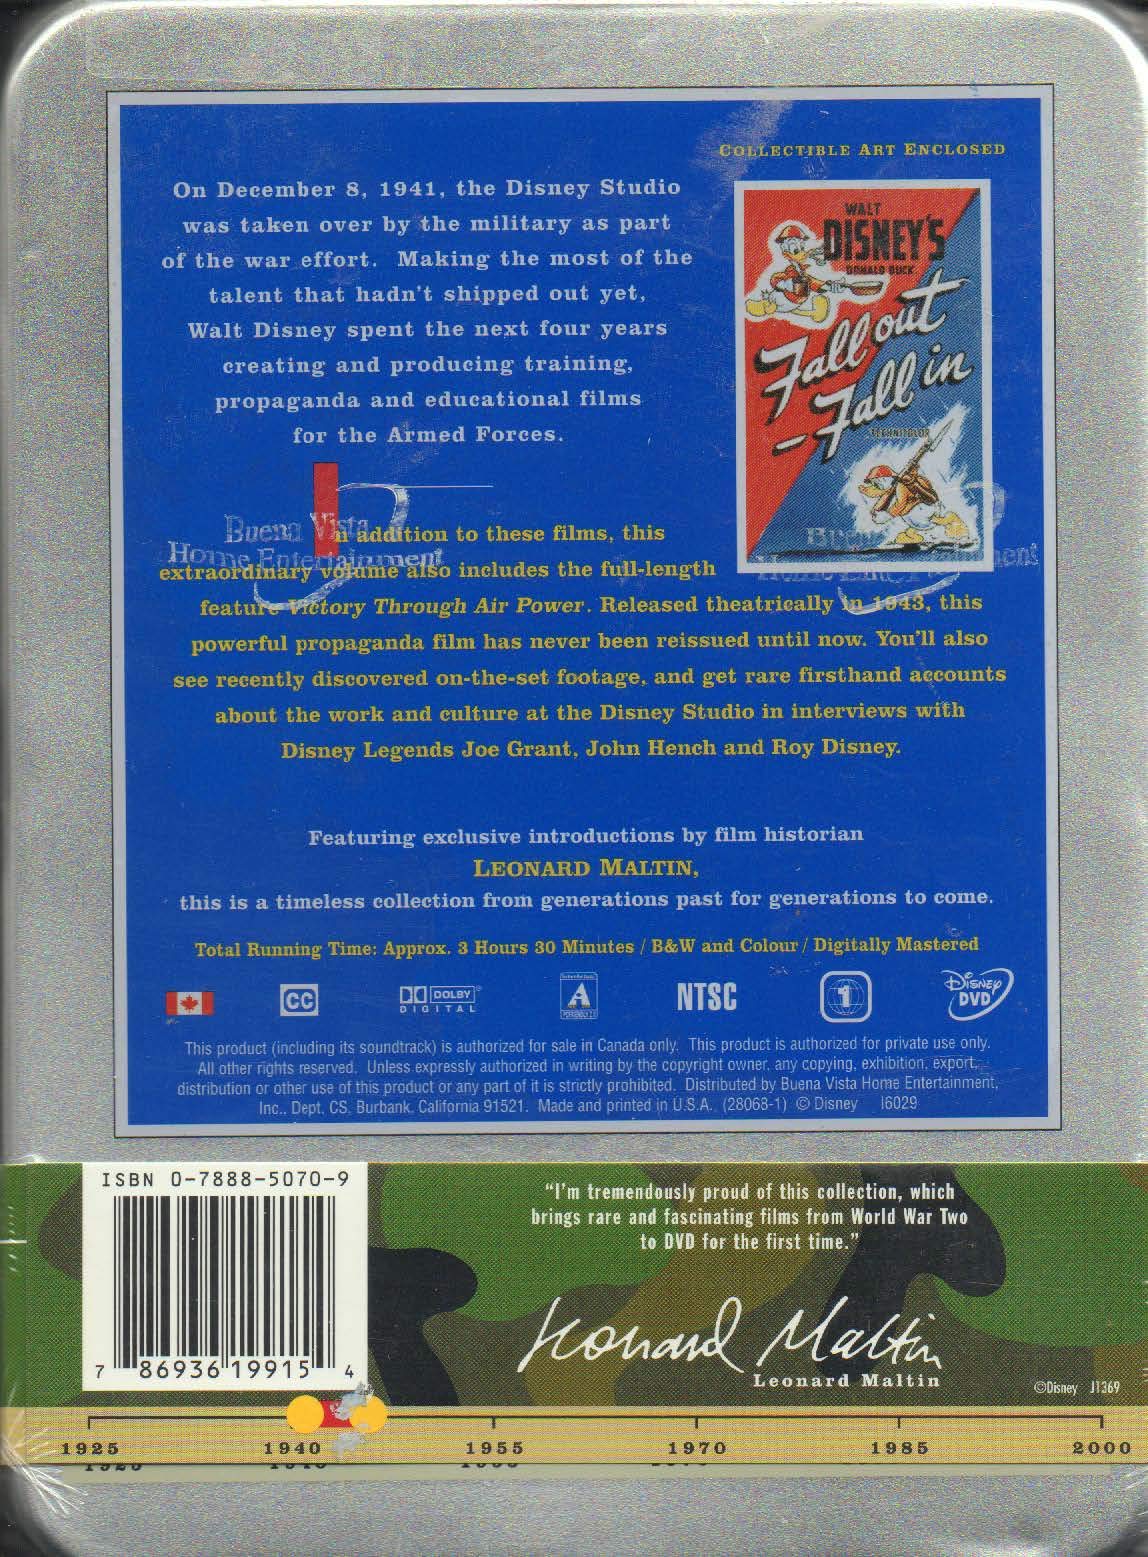 COLLECTIBLE ART ENCLOSED
On December 8, 1941, the Disney Studio
was taken over by the military as part
of the war effort. Making the most of the
talent that hadn't shipped out yet,
Walt Disney spent the next four years
creating and producing training,
propaganda and educational films
for the Armed Forces.
WALT
DISNEY'S
DONALD DUCK
Fall out
-Fall in
TECHNICOLOR
Buena Vista
Home Entertainment
In addition to these films, this
extraordinary volume also includes the full-length
feature Victory Through Air Power. Released theatrically in 1943, this
powerful propaganda film has never been reissued until now. You'll also
see recently discovered on-the-set footage, and get rare firsthand accounts
about the work and culture at the Disney Studio in interviews with
Disney Legends Joe Grant, John Hench and Roy Disney.
Featuring exclusive introductions by film historian
LEONARD MALTIN,
this is a timeless collection from generations past for generations to come.
Total Running Time: Approx. 3 Hours 30 Minutes / B&W and Colour / Digitally Mastered
CC
DOLBY
DIGITAL
A
NTSC
1
DISNEY
DVD
This product (including its soundtrack) is authorized for sale in Canada only. This product is authorized for private use only.
All other rights reserved. Unless expressly authorized in writing by the copyright owner, any copying, exhibition, export,
distribution or other use of this product or any part of it is strictly prohibited. Distributed by Buena Vista Home Entertainment,
Inc., Dept. CS, Burbank, California 91521. Made and printed in U.S.A. (28068-1) © Disney I6029
ISBN 0-7888-5070-9
7 86936 19915 4
"I'm tremendously proud of this collection, which
brings rare and fascinating films from World War Two
to DVD for the first time."
Leonard Maltin
Leonard Maltin
©Disney J1369
1925 1940 1955 1970 1985 2000